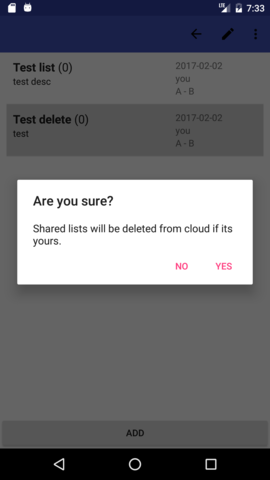 7:33
Test list (0) 2017-02-02
test desc you
A - B
Test delete (0) 2017-02-02
test you
A - B
Are you sure?
Shared lists will be deleted from cloud if its
yours.
NO YES
ADD